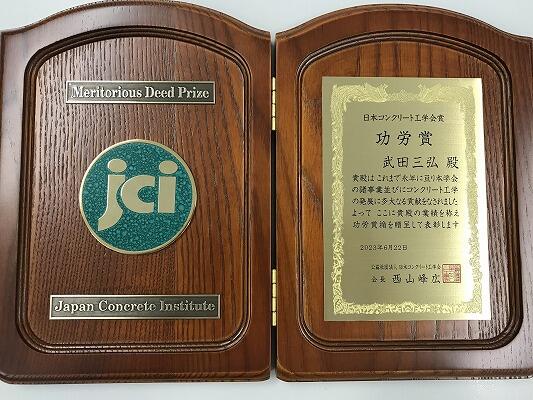 Meritorious Deed Prize
jci
Japan Concrete Institute
日本コンクリート工学会賞
功労賞
武田三弘 殿
貴殿は これまで永年に亘り本学会
の諸事業並びにコンクリート工学
の発展に多大なる貢献をなされました
よって ここに貴殿の業績を称え
功労賞楯を贈呈して表彰します
2023年6月22日
公益社団法人 日本コンクリート工学会
会長 西山峰広